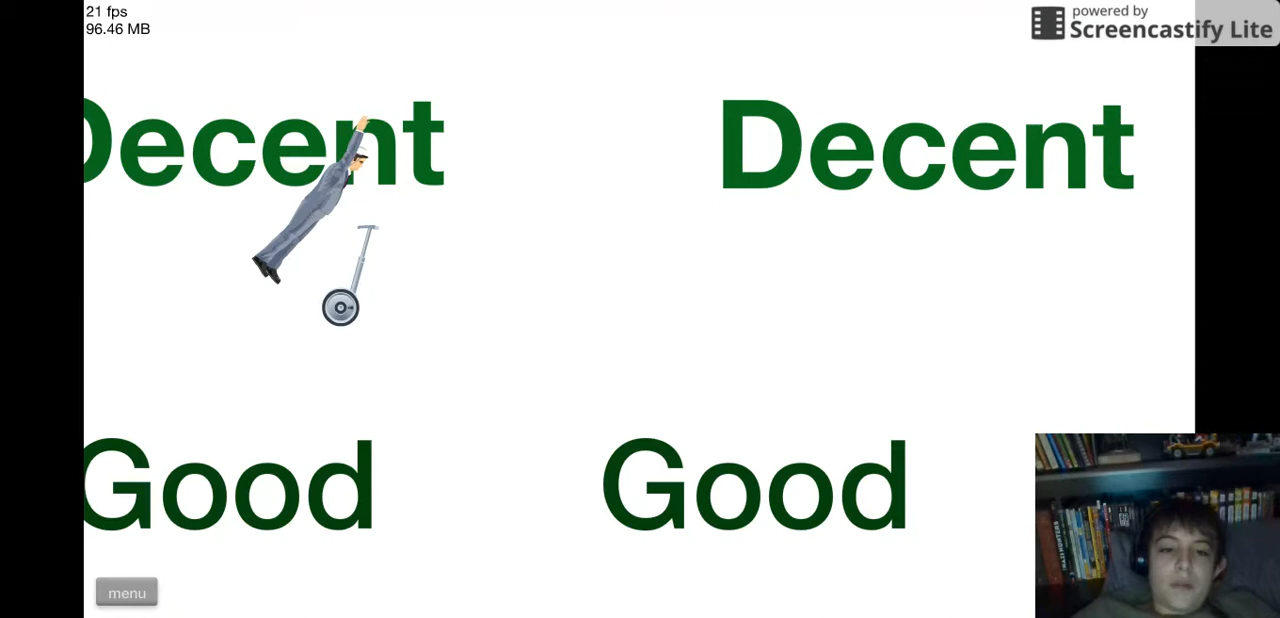 21 fps
96.46 MB
powered by
Screencastify Lite
Decent
Decent
Good
Good
menu